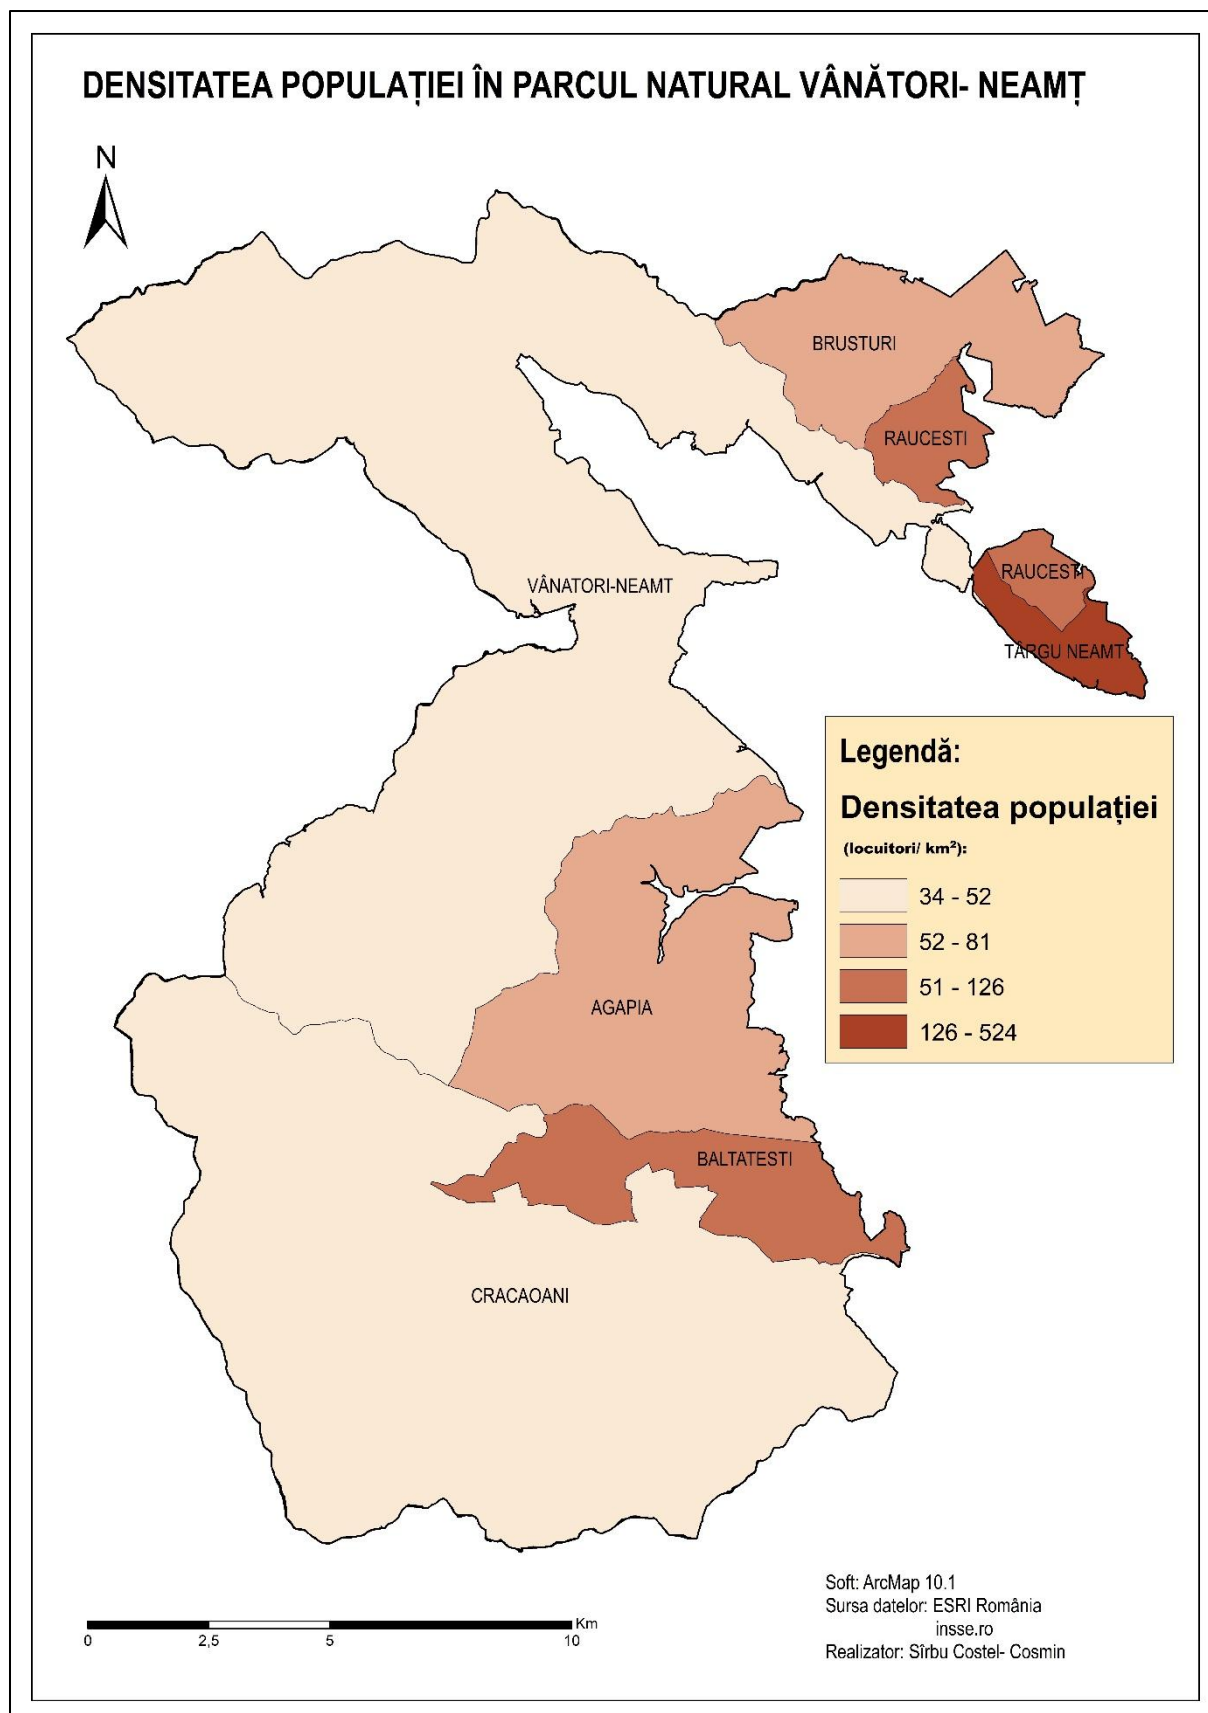 DENSITATEA POPULAȚIEI ÎN PARCUL NATURAL VÂNĂTORI- NEAMȚ
N
BRUSTURI
RAUCESTI
RAUCESTI
VÂNATORI-NEAMT
TÂRGU NEAMT
Legendă:
Densitatea populației
(locuitori/ km²):
34 - 52
52 - 81
51 - 126
126 - 524
AGAPIA
BALTATESTI
CRACAOANI
Soft: ArcMap 10.1
Sursa datelor: ESRI România
insse.ro
Realizator: Sîrbu Costel- Cosmin
Km
0 2,5 5 10